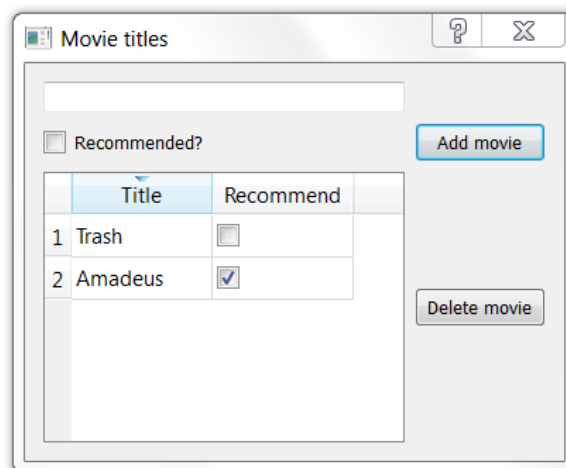 Movie titles
Recommended?
Add movie
Title Recommend
1 Trash
2 Amadeus
Delete movie